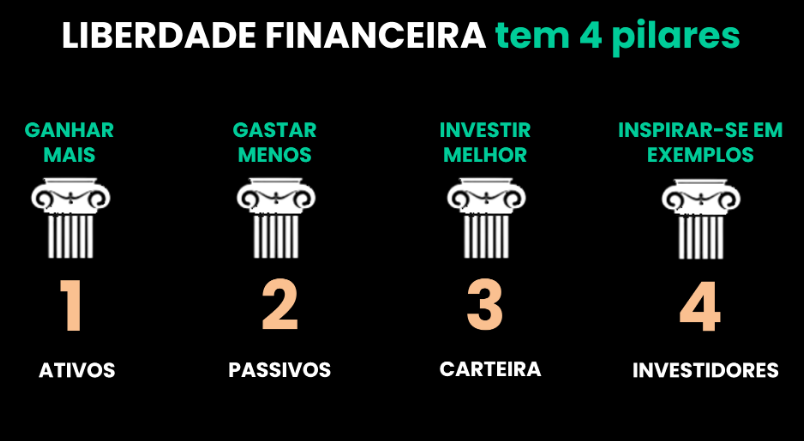 LIBERDADE FINANCEIRA tem 4 pilares
GANHAR
MAIS
GASTAR
MENOS
INVESTIR
MELHOR
INSPIRAR-SE EM
EXEMPLOS
1
2
3
4
ATIVOS
PASSIVOS
CARTEIRA
INVESTIDORES